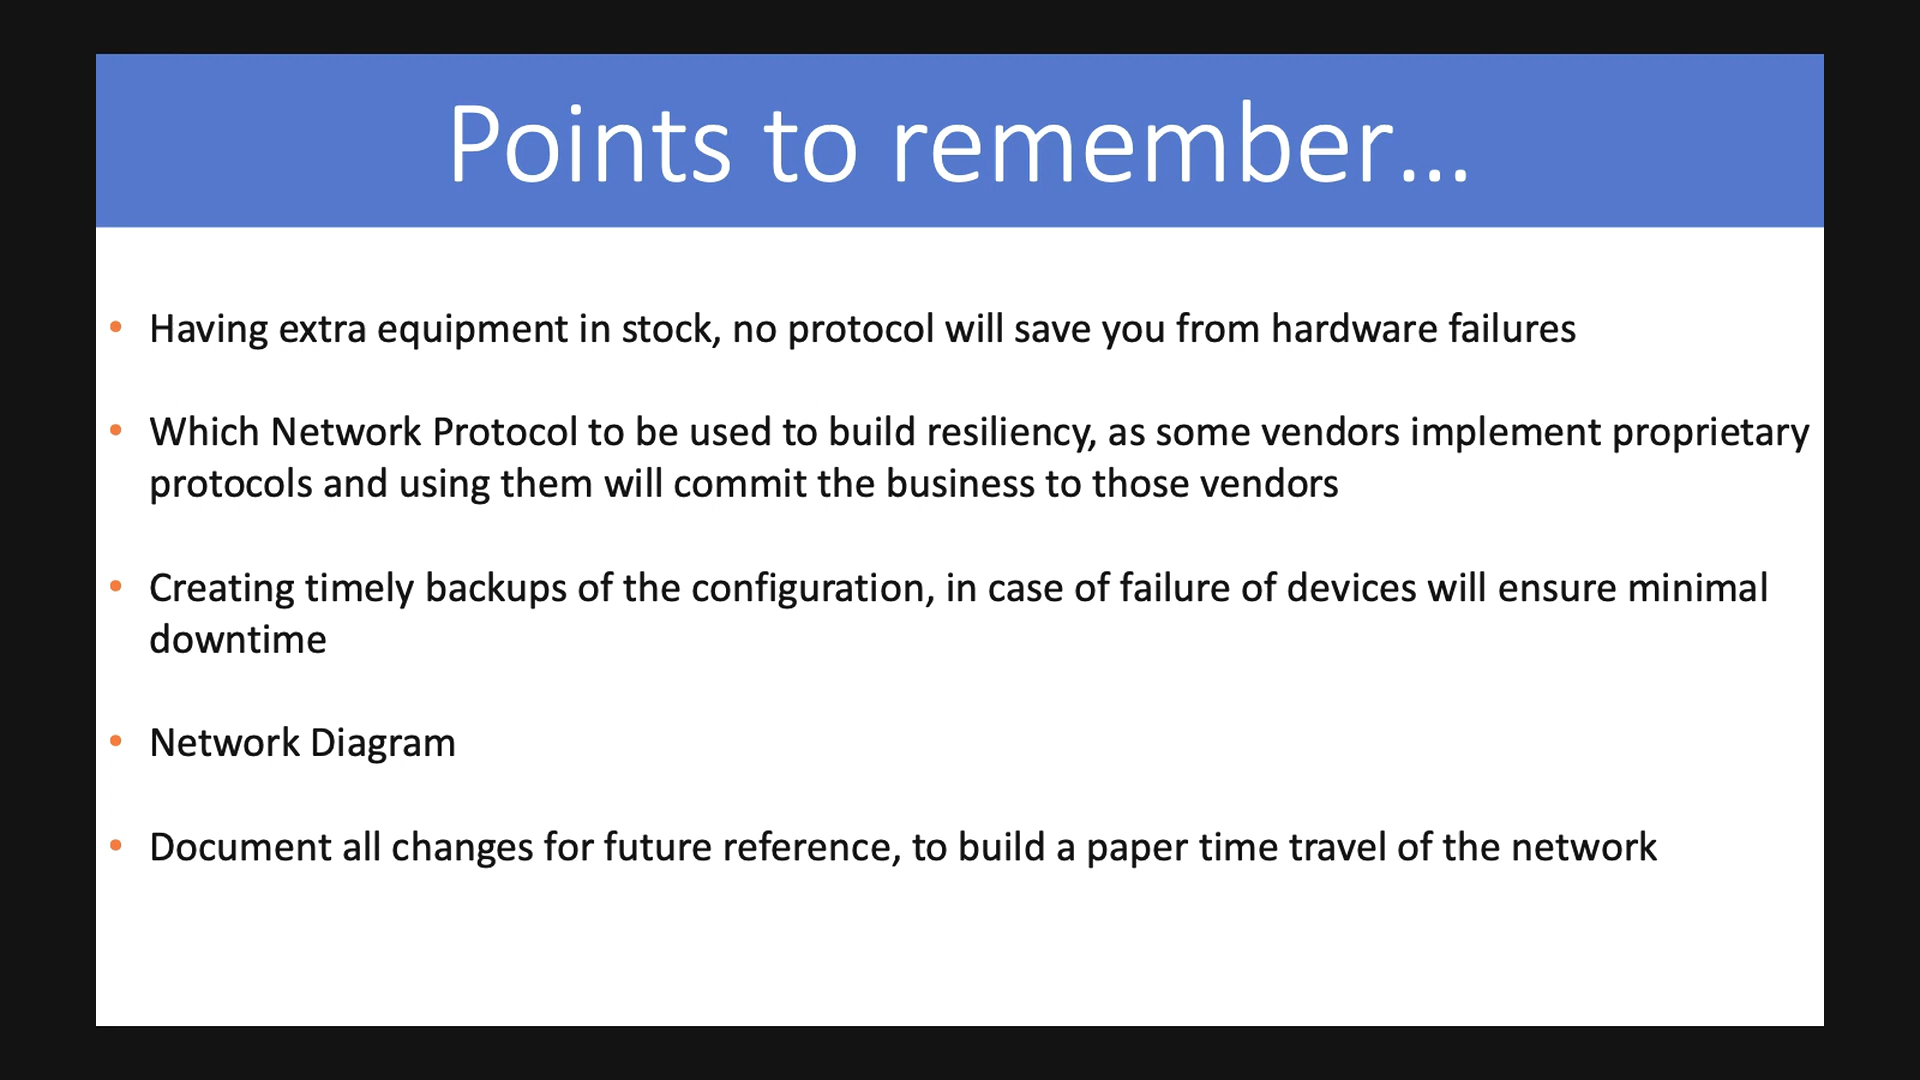 Points to remember...
• Having extra equipment in stock, no protocol will save you from hardware failures
• Which Network Protocol to be used to build resiliency, as some vendors implement proprietary
protocols and using them will commit the business to those vendors
• Creating timely backups of the configuration, in case of failure of devices will ensure minimal
downtime
• Network Diagram
• Document all changes for future reference, to build a paper time travel of the network